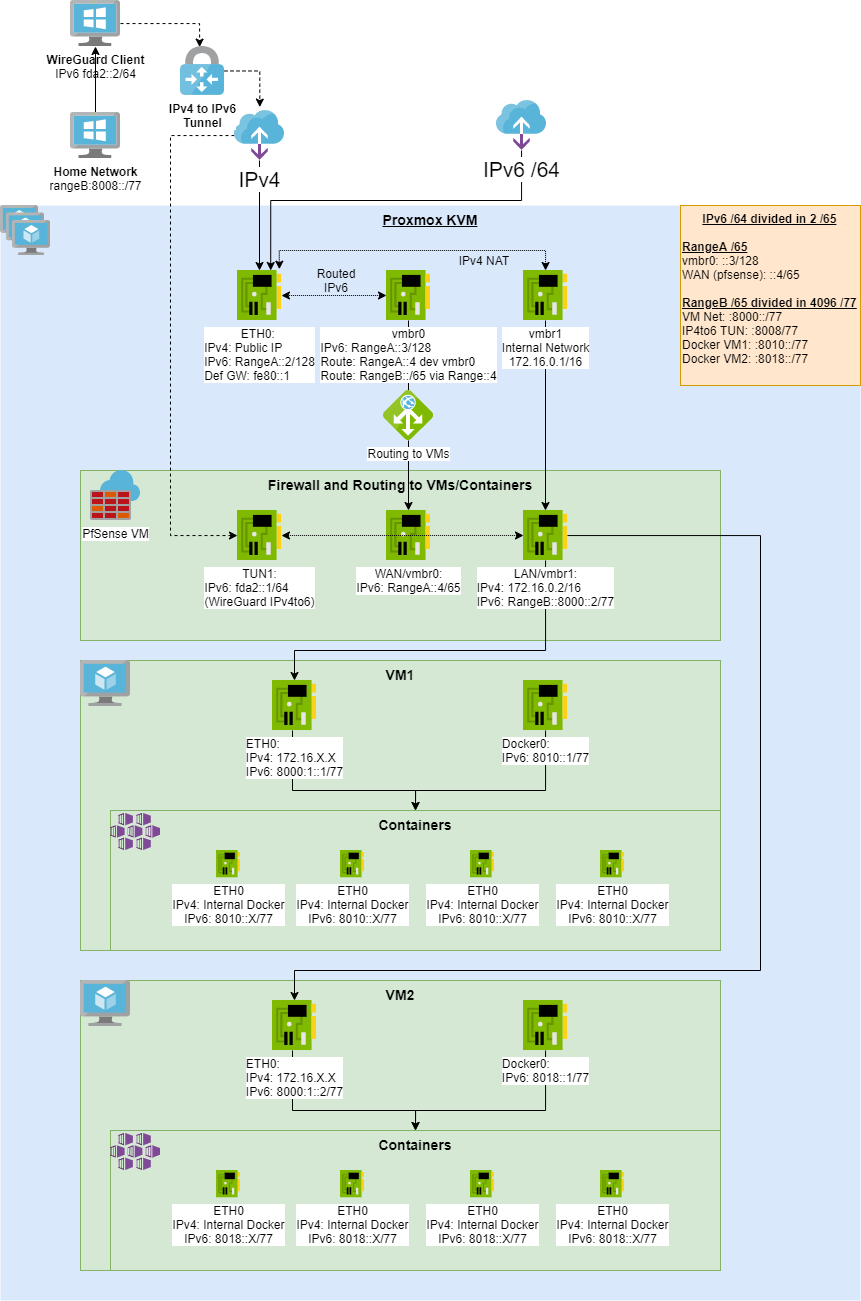 WireGuard Client
IPv6 fda2::2/64
IPv4 to IPv6
Tunnel
Home Network
rangeB:8008::/77
IPv4
IPv6 /64
Proxmox KVM
IPv6 /64 divided in 2 /65
RangeA /65
vmbr0: ::3/128
WAN (pfsense): ::4/65
RangeB /65 divided in 4096 /77
VM Net: :8000::/77
IP4to6 TUN: :8008/77
Docker VM1: :8010::/77
Docker VM2: :8018::/77
IPv4 NAT
Routed
IPv6
ETH0:
IPv4: Public IP
IPv6: RangeA::2/128
Def GW: fe80::1
vmbr0
IPv6: RangeA::3/128
Route: RangeA::4 dev vmbr0
Route: RangeB::/65 via Range::4
vmbr1
Internal Network
172.16.0.1/16
Routing to VMs
Firewall and Routing to VMs/Containers
PfSense VM
TUN1:
IPv6: fda2::1/64
(WireGuard IPv4to6)
WAN/vmbr0:
IPv6: RangeA::4/65
LAN/vmbr1:
IPv4: 172.16.0.2/16
IPv6: RangeB::8000::2/77
VM1
ETH0:
IPv4: 172.16.X.X
IPv6: 8000:1::1/77
Docker0:
IPv6: 8010::1/77
Containers
ETH0
IPv4: Internal Docker
IPv6: 8010::X/77
ETH0
IPv4: Internal Docker
IPv6: 8010::X/77
ETH0
IPv4: Internal Docker
IPv6: 8010::X/77
ETH0
IPv4: Internal Docker
IPv6: 8010::X/77
VM2
ETH0:
IPv4: 172.16.X.X
IPv6: 8000:1::2/77
Docker0:
IPv6: 8018::1/77
Containers
ETH0
IPv4: Internal Docker
IPv6: 8018::X/77
ETH0
IPv4: Internal Docker
IPv6: 8018::X/77
ETH0
IPv4: Internal Docker
IPv6: 8018::X/77
ETH0
IPv4: Internal Docker
IPv6: 8018::X/77